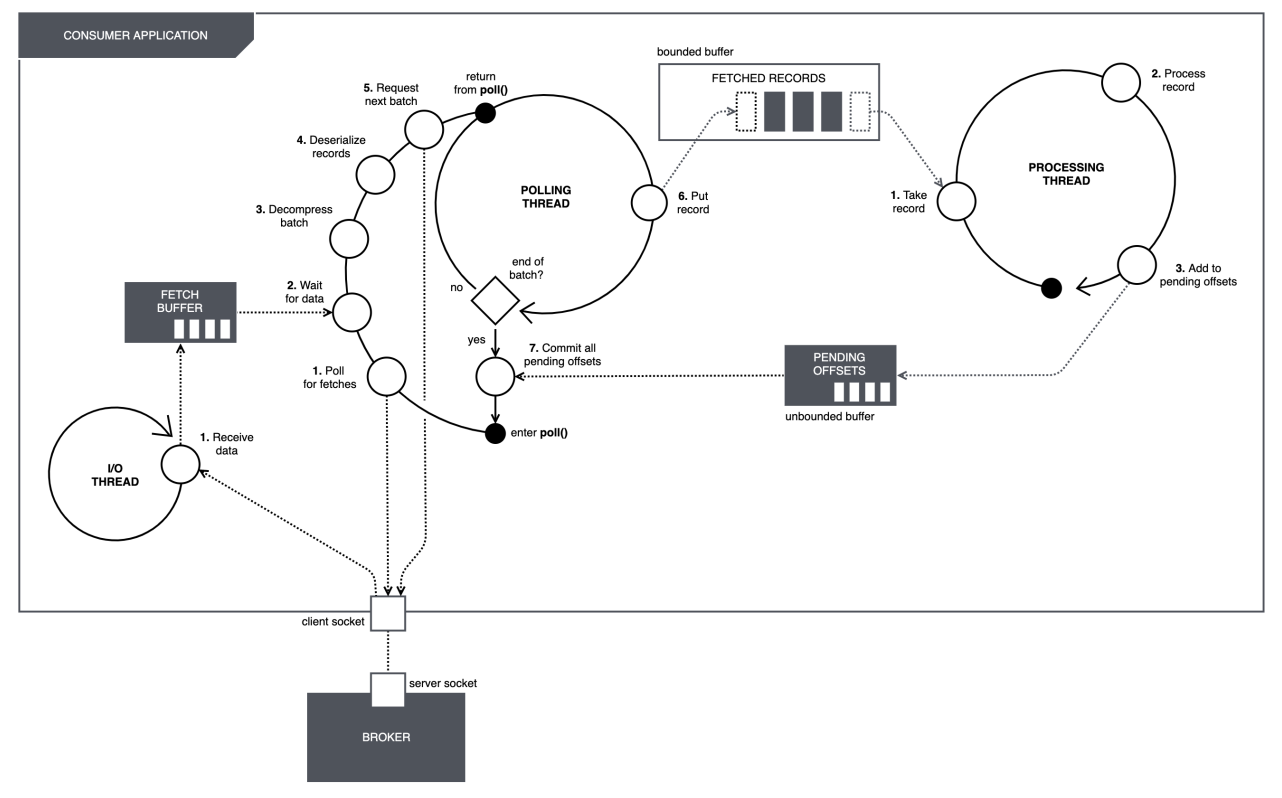 CONSUMER APPLICATION
bounded buffer
FETCHED RECORDS
return
from poll()
5. Request
next batch
4. Deserialize
records
3. Decompress
batch
2. Wait
for data
1. Poll
for fetches
POLLING
THREAD
6. Put
record
end of
batch?
no
yes
7. Commit all
pending offsets
enter poll()
2. Process
record
PROCESSING
THREAD
1. Take
record
3. Add to
pending offsets
FETCH
BUFFER
PENDING
OFFSETS
unbounded buffer
1. Receive
data
I/O
THREAD
client socket
server socket
BROKER